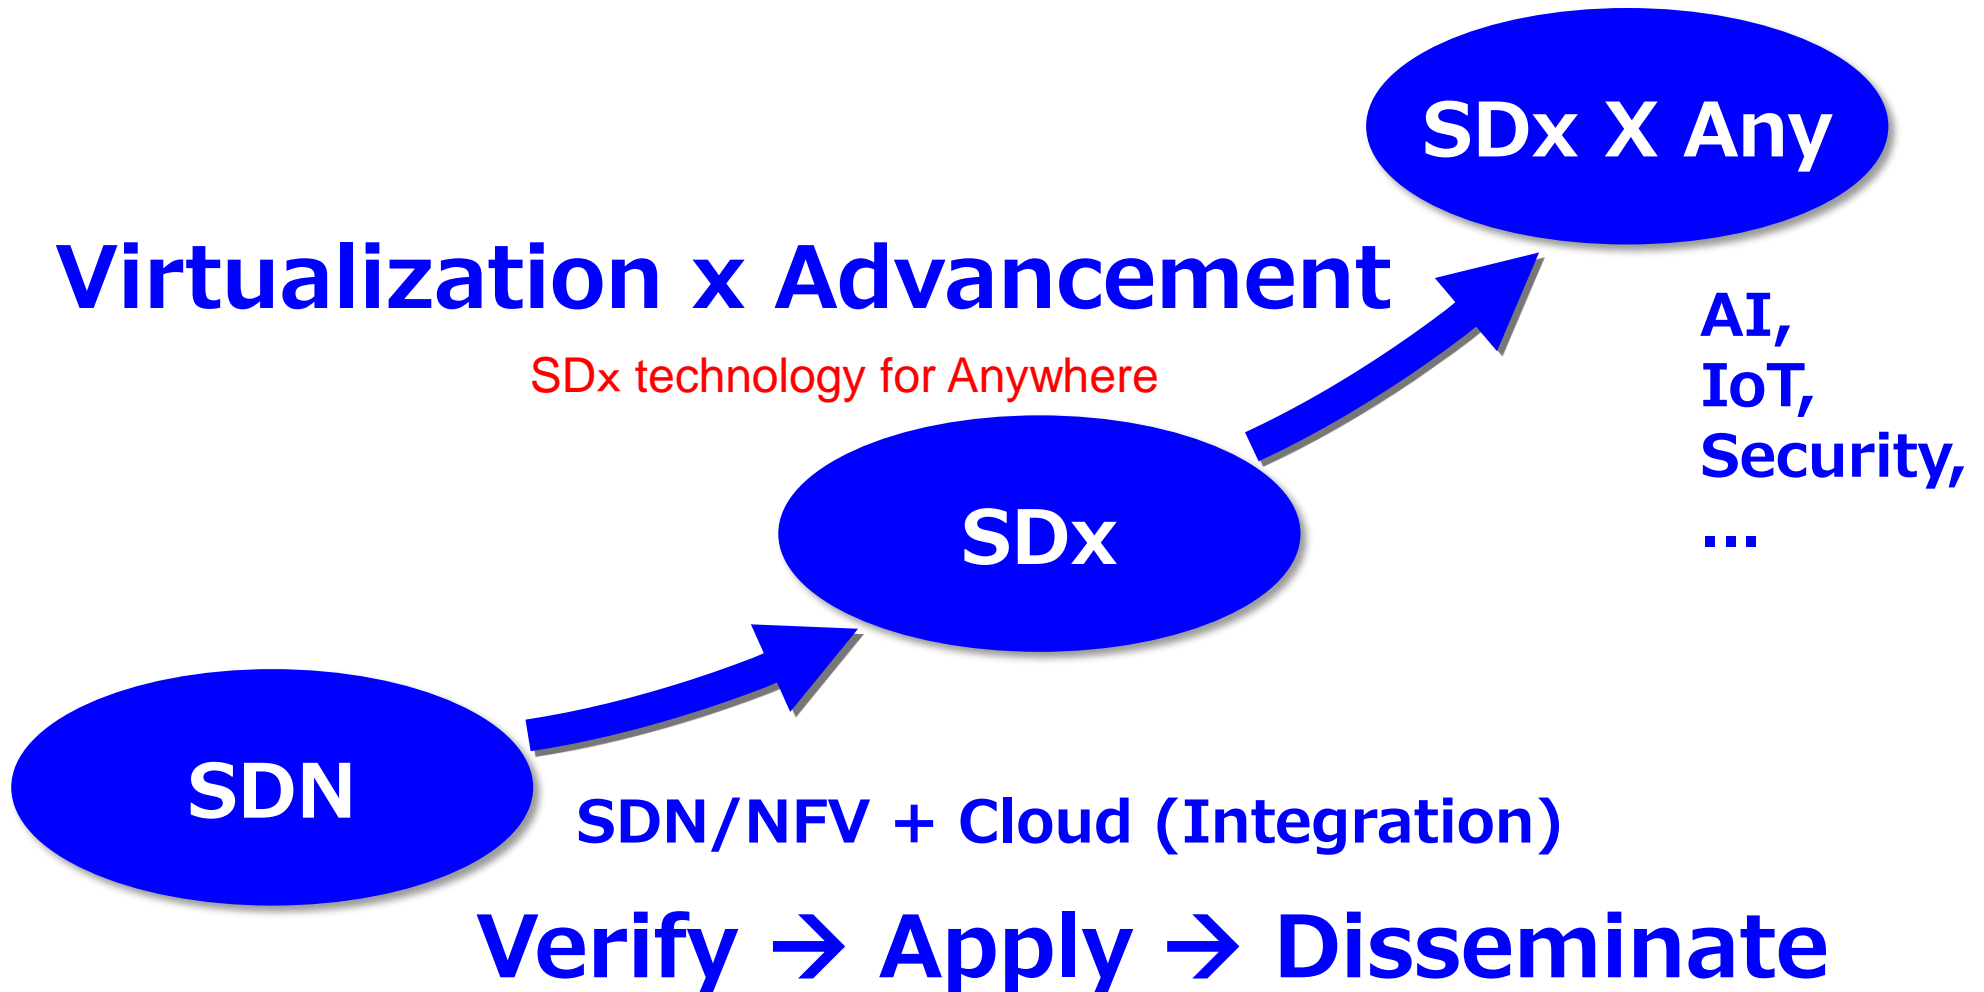 SDx X Any
Virtualization x Advancement
SDx technology for Anywhere
AI,
IoT,
Security,
...
SDx
SDN
SDN/NFV + Cloud (Integration)
Verify → Apply → Disseminate